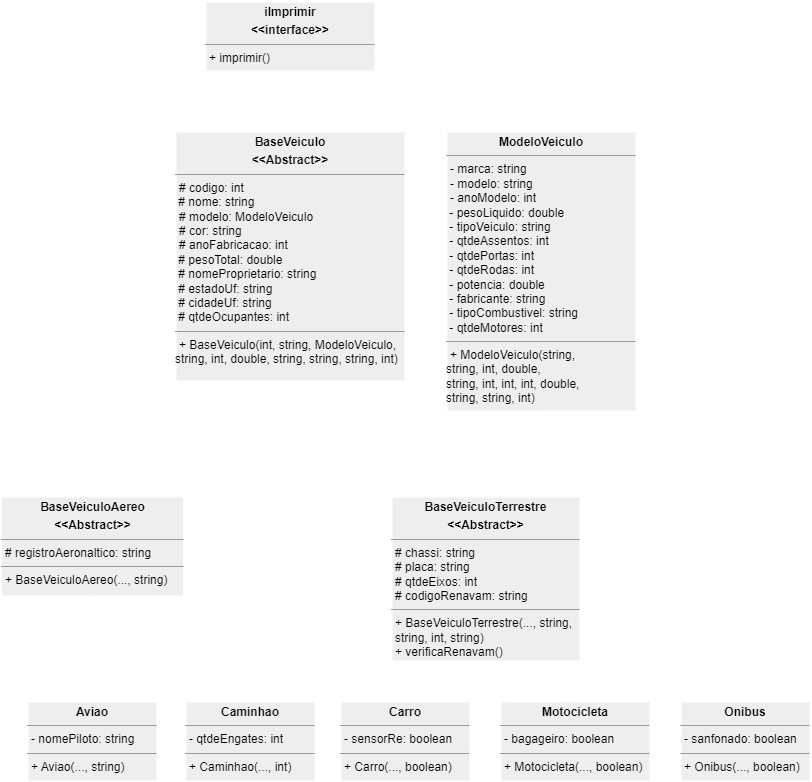 iImprimir
<<interface>>
+ imprimir()
BaseVeiculo
<<Abstract>>
# codigo: int
# nome: string
# modelo: ModeloVeiculo
# cor: string
# anoFabricacao: int
# pesoTotal: double
# nomeProprietario: string
# estadoUf: string
# cidadeUf: string
# qtdeOcupantes: int
+ BaseVeiculo(int, string, ModeloVeiculo,
string, int, double, string, string, string, int)
ModeloVeiculo
- marca: string
- modelo: string
- anoModelo: int
- pesoLiquido: double
- tipoVeiculo: string
- qtdeAssentos: int
- qtdePortas: int
- qtdeRodas: int
- potencia: double
- fabricante: string
- tipoCombustivel: string
- qtdeMotores: int
+ ModeloVeiculo(string,
string, int, double,
string, int, int, int, double,
string, string, int)
BaseVeiculoAereo
<<Abstract>>
# registroAeronaltico: string
+ BaseVeiculoAereo(..., string)
BaseVeiculoTerrestre
<<Abstract>>
# chassi: string
# placa: string
# qtdeEixos: int
# codigoRenavam: string
+ BaseVeiculoTerrestre(..., string,
string, int, string)
+ verificaRenavam()
Aviao
- nomePiloto: string
+ Aviao(..., string)
Caminhao
- qtdeEngates: int
+ Caminhao(..., int)
Carro
- sensorRe: boolean
+ Carro(..., boolean)
Motocicleta
- bagageiro: boolean
+ Motocicleta(..., boolean)
Onibus
- sanfonado: boolean
+ Onibus(..., boolean)